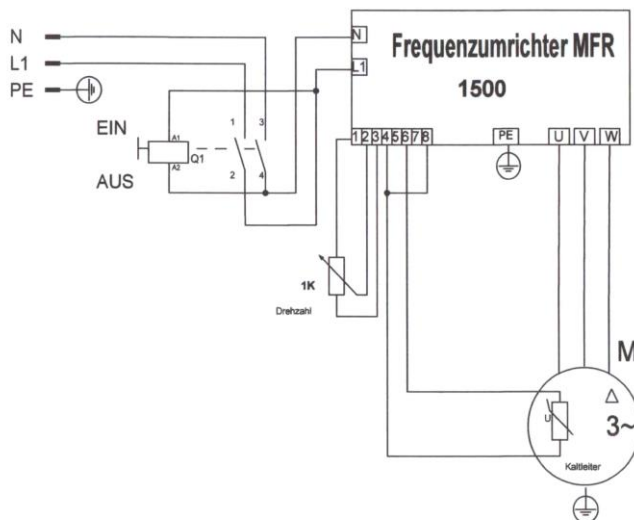 N
L1
PE
EIN
AUS
A1
A2
Q1
1
3
2
4
N
L1
Frequenzumrichter MFR
1500
1 2 3 4 5 6 7 8
PE
U
V
W
1K
Drehzahl
M
U
3~
Kaltleiter